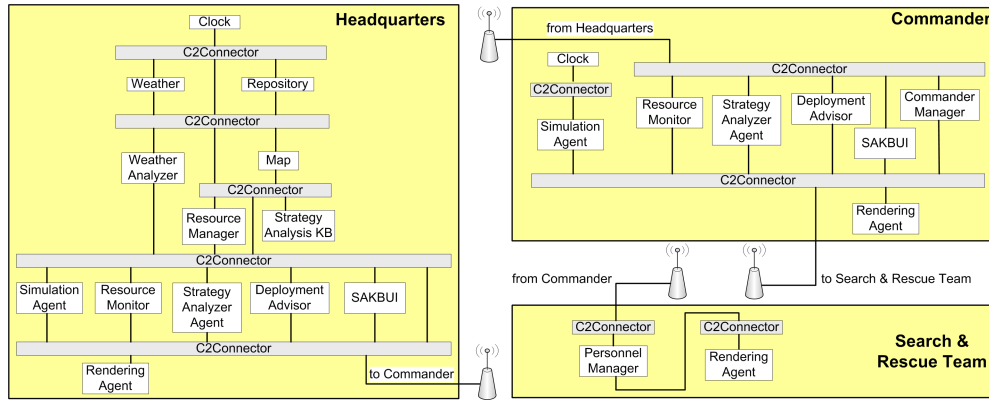 Headquarters
Clock
C2Connector
Weather
Repository
C2Connector
Weather
Analyzer
Map
C2Connector
Resource
Manager
Strategy
Analysis KB
C2Connector
Simulation
Agent
Resource
Monitor
Strategy
Analyzer
Agent
Deployment
Advisor
SAKBUI
C2Connector
Rendering
Agent
to Commander
Commander
from Headquarters
Clock
C2Connector
Simulation
Agent
C2Connector
Resource
Monitor
Strategy
Analyzer
Agent
Deployment
Advisor
SAKBUI
Commander
Manager
C2Connector
Rendering
Agent
from Commander
to Search & Rescue Team
C2Connector
Personnel
Manager
C2Connector
Rendering
Agent
Search &
Rescue Team